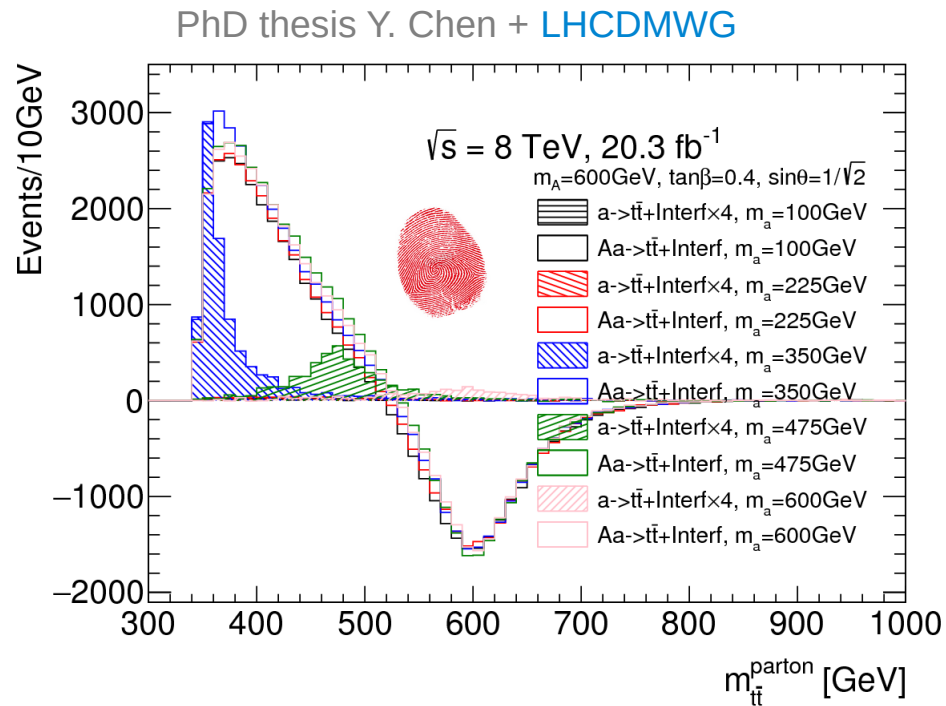 PhD thesis Y. Chen + LHCDMWG
Events/10GeV
3000
2000
1000
0
−1000
−2000
√s = 8 TeV, 20.3 fb⁻¹
m_A=600GeV, tanβ=0.4, sinθ=1/√2
a->tt̄+Interf×4, m_a=100GeV
Aa->tt̄+Interf, m_a=100GeV
a->tt̄+Interf×4, m_a=225GeV
Aa->tt̄+Interf, m_a=225GeV
a->tt̄+Interf×4, m_a=350GeV
Aa->tt̄+Interf, m_a=350GeV
a->tt̄+Interf×4, m_a=475GeV
Aa->tt̄+Interf, m_a=475GeV
a->tt̄+Interf×4, m_a=600GeV
Aa->tt̄+Interf, m_a=600GeV
300 400 500 600 700 800 900 1000
m_tt̄^parton [GeV]